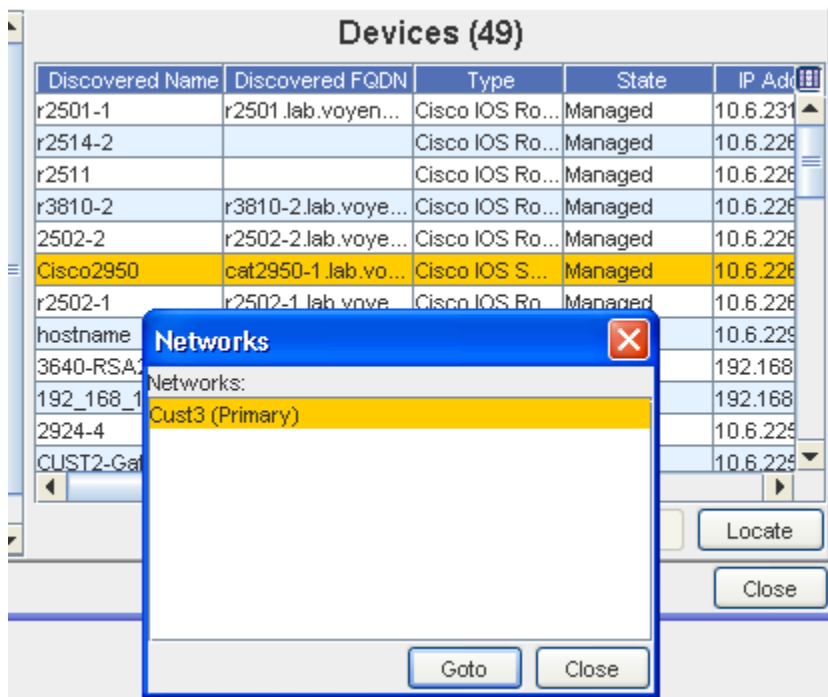 Devices (49)
Discovered Name Discovered FQDN Type State IP Add
r2501-1 r2501.lab.voyen... Cisco IOS Ro... Managed 10.6.231
r2514-2 Cisco IOS Ro... Managed 10.6.226
r2511 Cisco IOS Ro... Managed 10.6.226
r3810-2 r3810-2.lab.voye... Cisco IOS Ro... Managed 10.6.226
2502-2 r2502-2.lab.voye... Cisco IOS Ro... Managed 10.6.226
Cisco2950 cat2950-1.lab.vo... Cisco IOS S... Managed 10.6.226
r2502-1 r2502-1.lab.voye Cisco IOS Ro Managed 10.6.226
hostname 10.6.229
3640-RSA2 192.168
192_168_1 192.168
2924-4 10.6.225
CUST2-Gat 10.6.225
Networks
Networks:
Cust3 (Primary)
Locate
Close
Goto Close